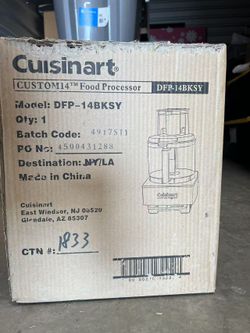 Cuisinart®
CUSTOM14™ Food Processor DFP-14BKSY
Model: DFP-14BKSY
Qty: 1
Batch Code: 4917511
PO No: 4500431288
Destination: NY/LA
Made in China
Cuisinart
Cuisinart
East Windsor, NJ 08520
Glendale, AZ 85307
CTN #: 1833